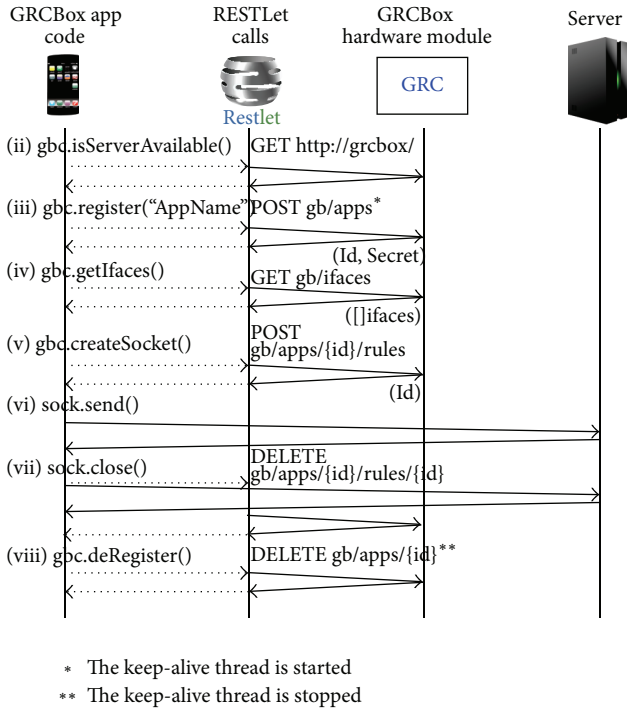 GRCBox app
code
RESTLet
calls
GRCBox
hardware module
Server
Restlet
GRC
(ii) gbc.isServerAvailable()
GET http://grcbox/
(iii) gbc.register(“AppName”)
POST gb/apps*
(Id, Secret)
(iv) gbc.getIfaces()
GET gb/ifaces
([]ifaces)
(v) gbc.createSocket()
POST
gb/apps/{id}/rules
(Id)
(vi) sock.send()
(vii) sock.close()
DELETE
gb/apps/{id}/rules/{id}
(viii) gbc.deRegister()
DELETE gb/apps/{id}**
* The keep-alive thread is started
** The keep-alive thread is stopped